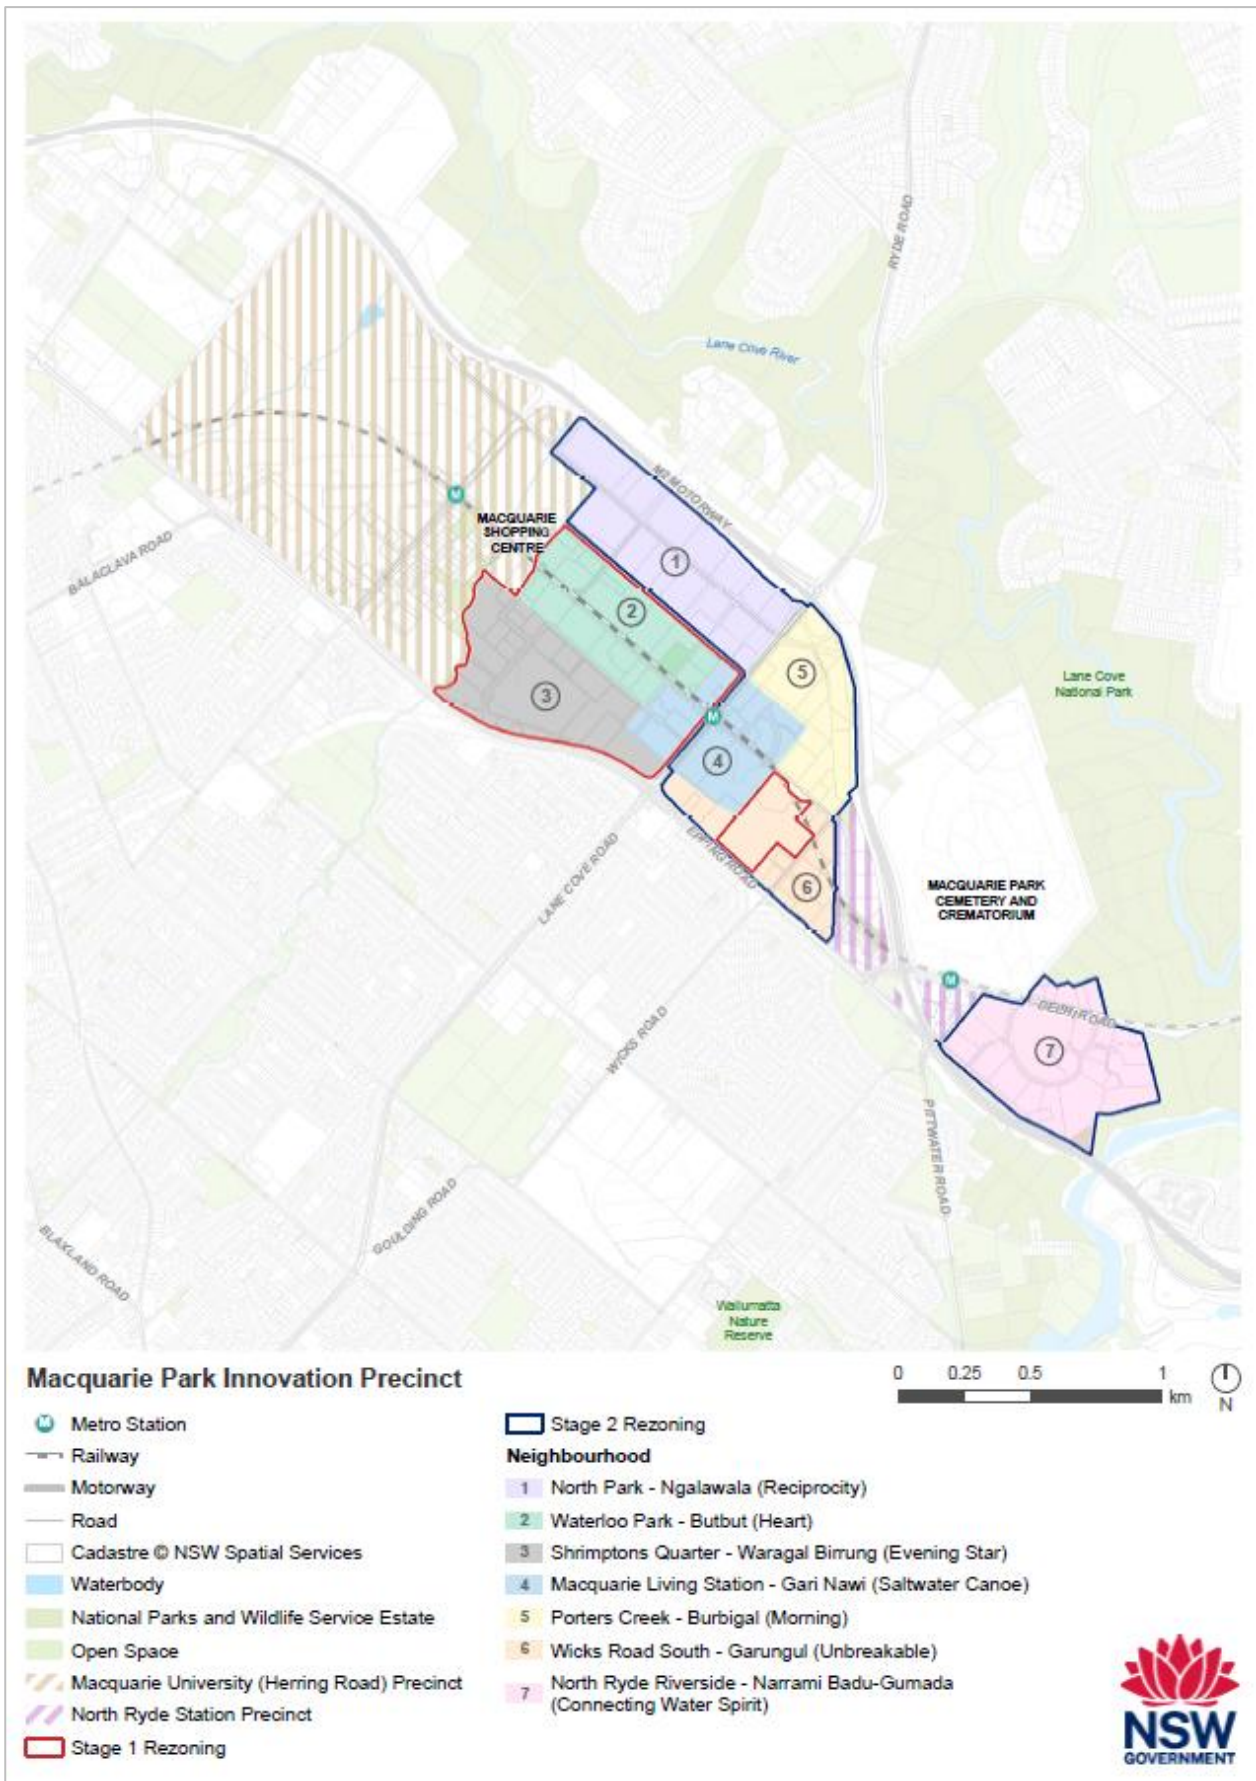 RYDE ROAD
Lane Cove River
M2 MOTORWAY
M
MACQUARIE
SHOPPING
CENTRE
BALACLAVA ROAD
1
2
5
3
Lane Cove
National Park
M
4
EPPING ROAD
LANE COVE ROAD
6
MACQUARIE PARK
CEMETERY AND
CREMATORIUM
M
DELHI ROAD
WICKS ROAD
7
PITTWATER ROAD
GOULDING ROAD
BLAXLAND ROAD
Wallumatta
Nature
Reserve
Macquarie Park Innovation Precinct
0 0.25 0.5 1
km
N
M Metro Station
Railway
Motorway
Road
Cadastre © NSW Spatial Services
Waterbody
National Parks and Wildlife Service Estate
Open Space
Macquarie University (Herring Road) Precinct
North Ryde Station Precinct
Stage 1 Rezoning
Stage 2 Rezoning
Neighbourhood
1 North Park - Ngalawala (Reciprocity)
2 Waterloo Park - Butbut (Heart)
3 Shrimptons Quarter - Waragal Birrung (Evening Star)
4 Macquarie Living Station - Gari Nawi (Saltwater Canoe)
5 Porters Creek - Burbigal (Morning)
6 Wicks Road South - Garungul (Unbreakable)
7 North Ryde Riverside - Narrami Badu-Gumada
(Connecting Water Spirit)
NSW
GOVERNMENT